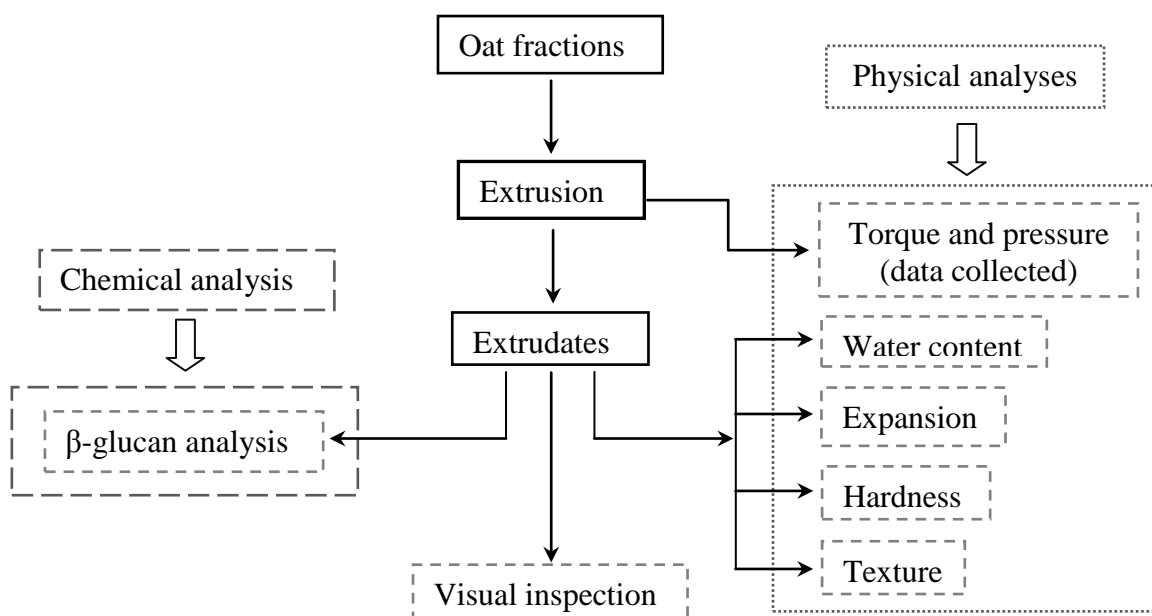 Oat fractions
Physical analyses
Extrusion
Torque and pressure
(data collected)
Chemical analysis
Extrudates
Water content
β-glucan analysis
Expansion
Hardness
Texture
Visual inspection